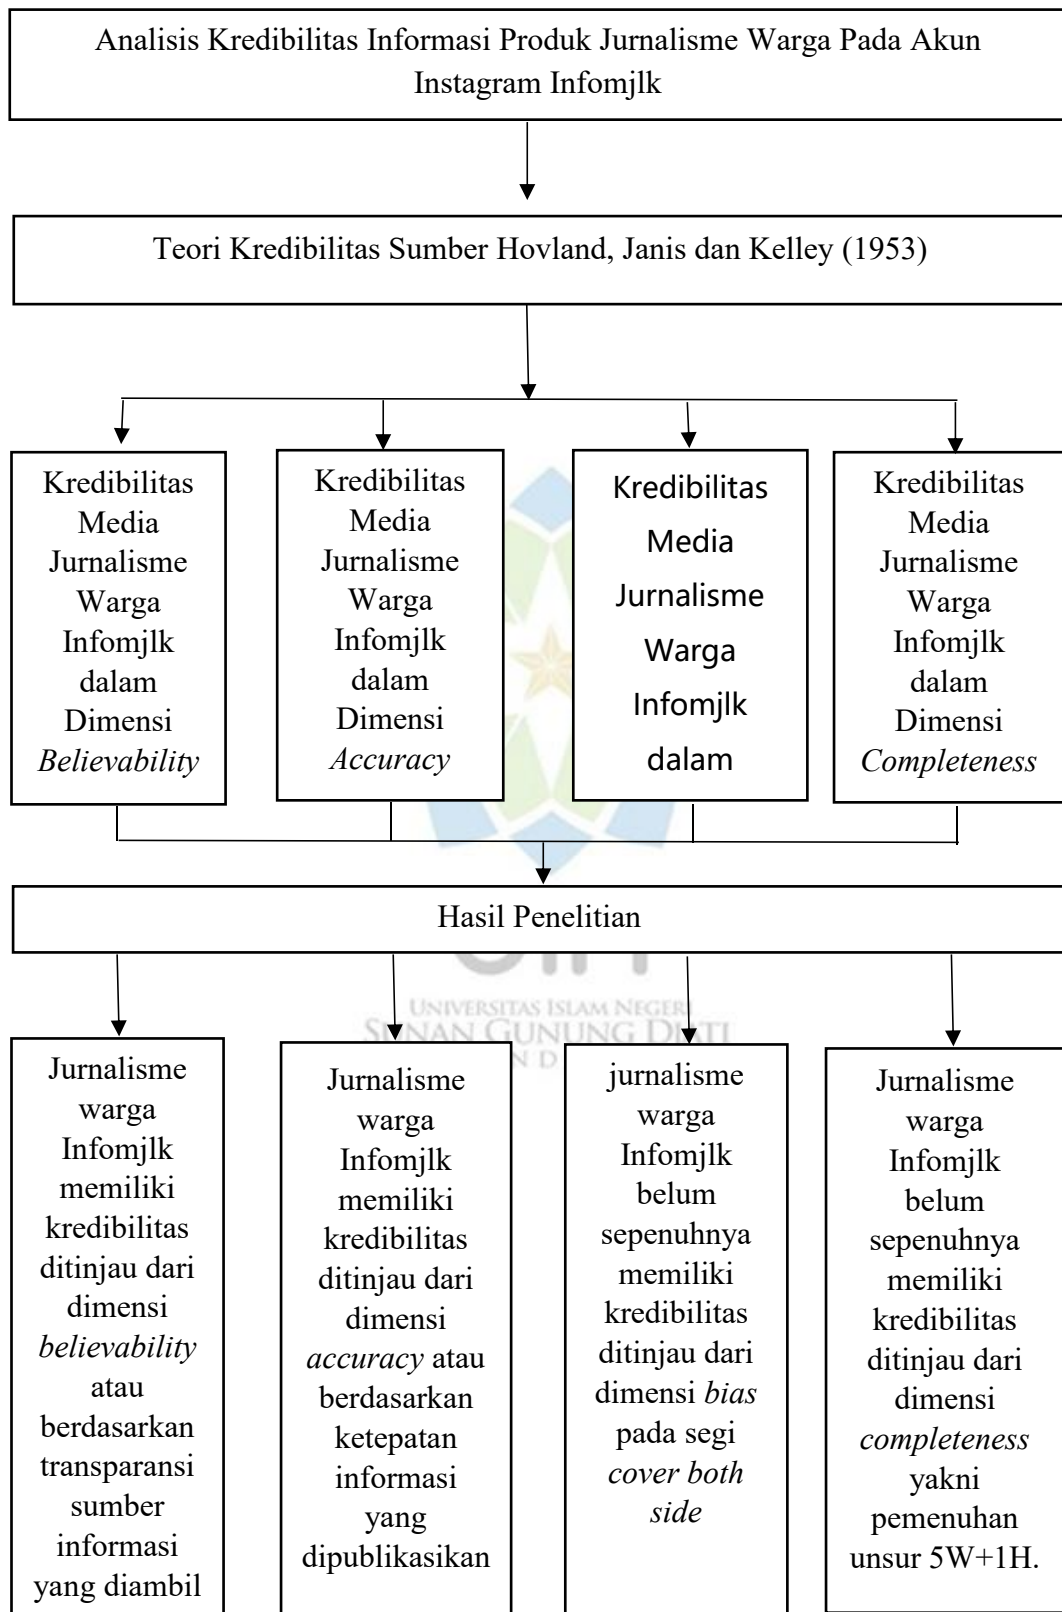 Analisis Kredibilitas Informasi Produk Jurnalisme Warga Pada Akun
Instagram Infomjlk
Teori Kredibilitas Sumber Hovland, Janis dan Kelley (1953)
Kredibilitas
Media
Jurnalisme
Warga
Infomjlk
dalam
Dimensi
Believability
Kredibilitas
Media
Jurnalisme
Warga
Infomjlk
dalam
Dimensi
Accuracy
Kredibilitas
Media
Jurnalisme
Warga
Infomjlk
dalam
Kredibilitas
Media
Jurnalisme
Warga
Infomjlk
dalam
Dimensi
Completeness
Hasil Penelitian
UNIVERSITAS ISLAM NEGERI
SUNAN GUNUNG DJATI
Jurnalisme
warga
Infomjlk
memiliki
kredibilitas
ditinjau dari
dimensi
believability
atau
berdasarkan
transparansi
sumber
informasi
yang diambil
Jurnalisme
warga
Infomjlk
memiliki
kredibilitas
ditinjau dari
dimensi
accuracy atau
berdasarkan
ketepatan
informasi
yang
dipublikasikan
jurnalisme
warga
Infomjlk
belum
sepenuhnya
memiliki
kredibilitas
ditinjau dari
dimensi bias
pada segi
cover both
side
Jurnalisme
warga
Infomjlk
belum
sepenuhnya
memiliki
kredibilitas
ditinjau dari
dimensi
completeness
yakni
pemenuhan
unsur 5W+1H.